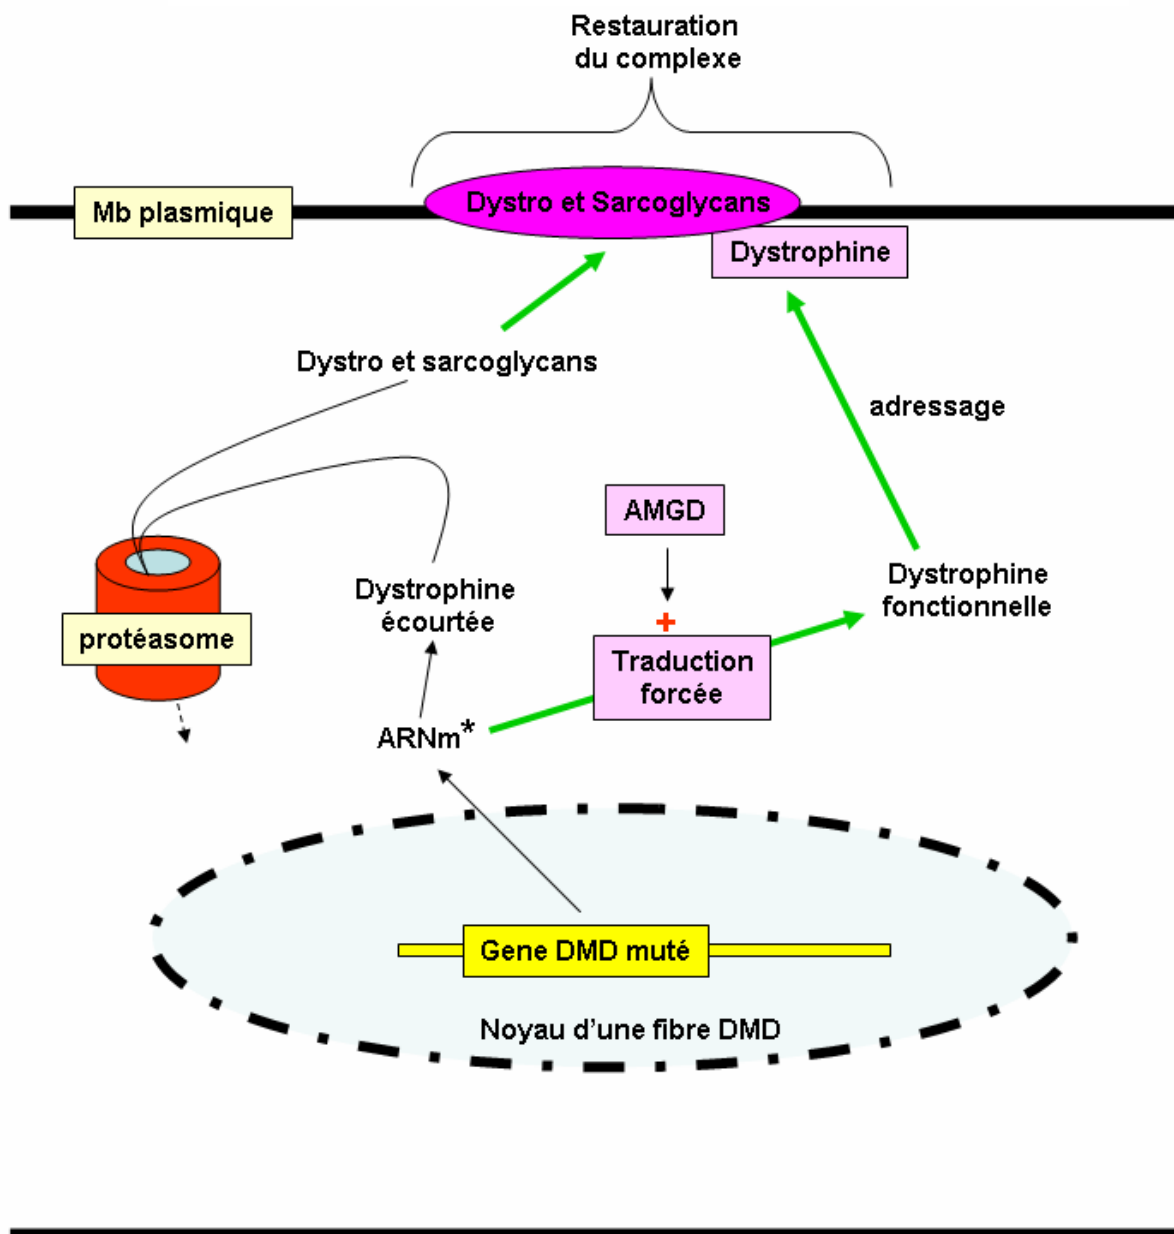 Restauration
du complexe
Dystro et Sarcoglycans
Mb plasmique
Dystrophine
Dystro et sarcoglycans
adressage
AMGD
Dystrophine
écourtée
Dystrophine
fonctionnelle
+
protéasome
Traduction
forcée
ARNm*
Gene DMD muté
Noyau d'une fibre DMD